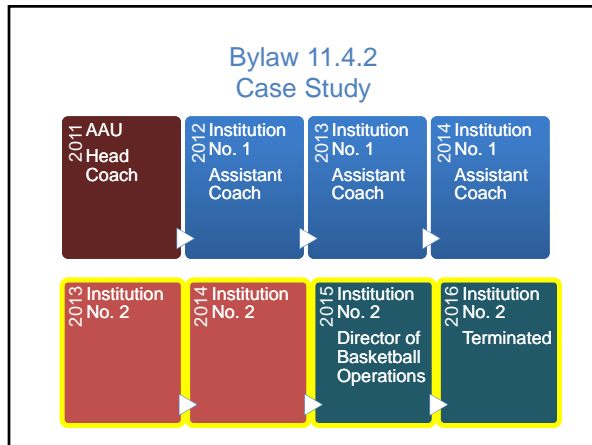 Bylaw 11.4.2
Case Study
2011
AAU
Head
Coach
2012
Institution
No. 1
Assistant
Coach
2013
Institution
No. 1
Assistant
Coach
2014
Institution
No. 1
Assistant
Coach
2013
Institution
No. 2
2014
Institution
No. 2
2015
Institution
No. 2
Director of
Basketball
Operations
2016
Institution
No. 2
Terminated